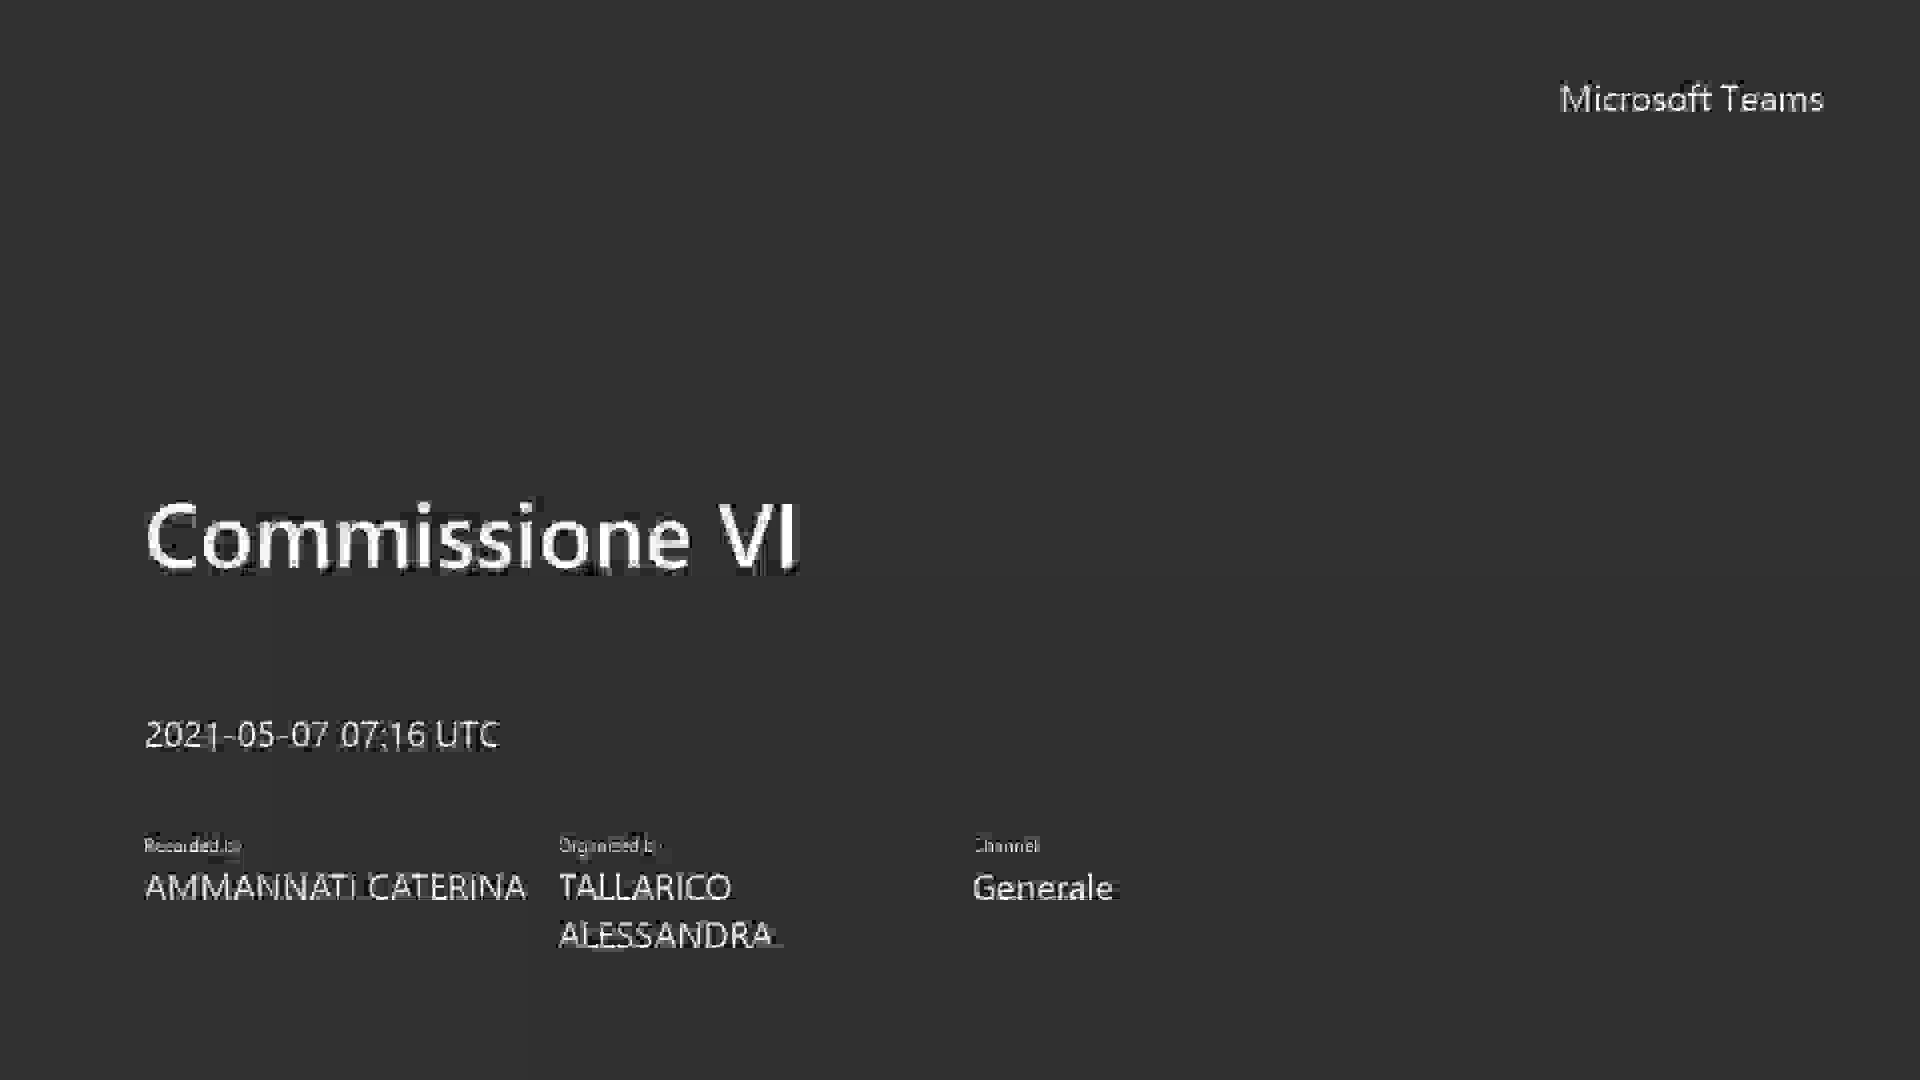 Microsoft Teams
Commissione VI
2021-05-07 07:16 UTC
Recorded by
Organized by
Channel
AMMANNATI CATERINA
TALLARICO
ALESSANDRA
Generale